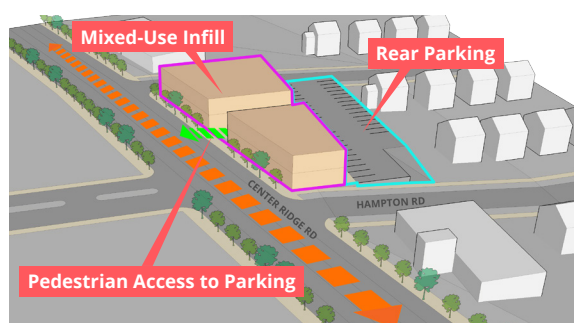 Mixed-Use Infill
Rear Parking
CENTER RIDGE RD
HAMPTON RD
Pedestrian Access to Parking